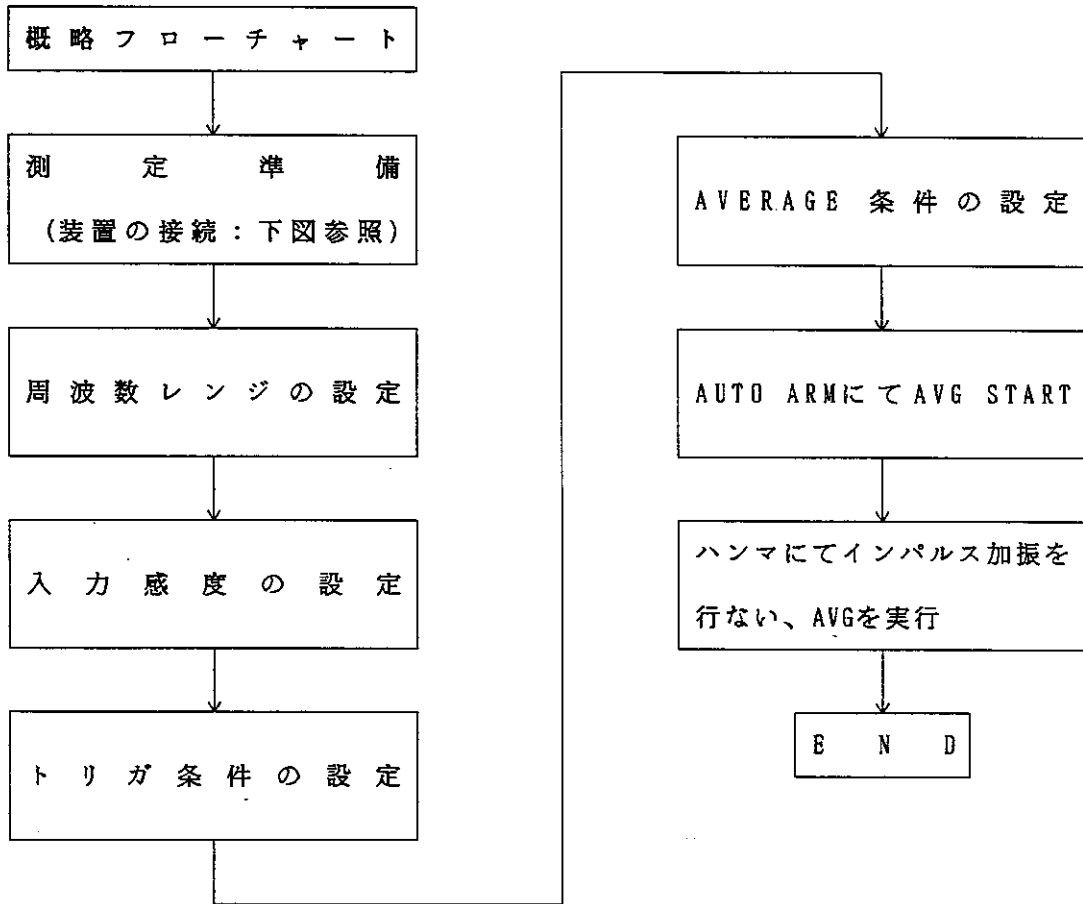 概略フローチャート
測定準備
(装置の接続：下図参照)
周波数レンジの設定
入力感度の設定
トリガ条件の設定
AVERAGE 条件の設定
AUTO ARMにてAVG START
ハンマにてインパルス加振を
行ない、AVGを実行
END